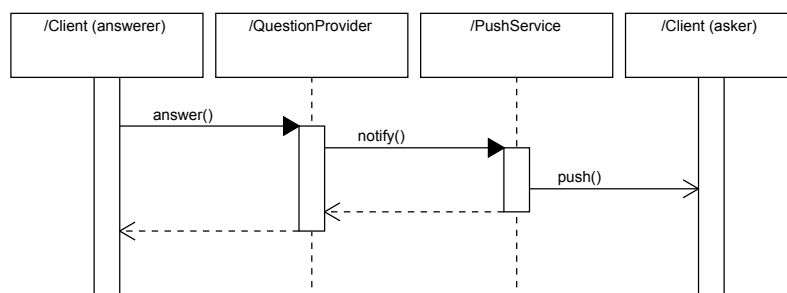 /Client (answerer)
/QuestionProvider
/PushService
/Client (asker)
answer()
notify()
push()